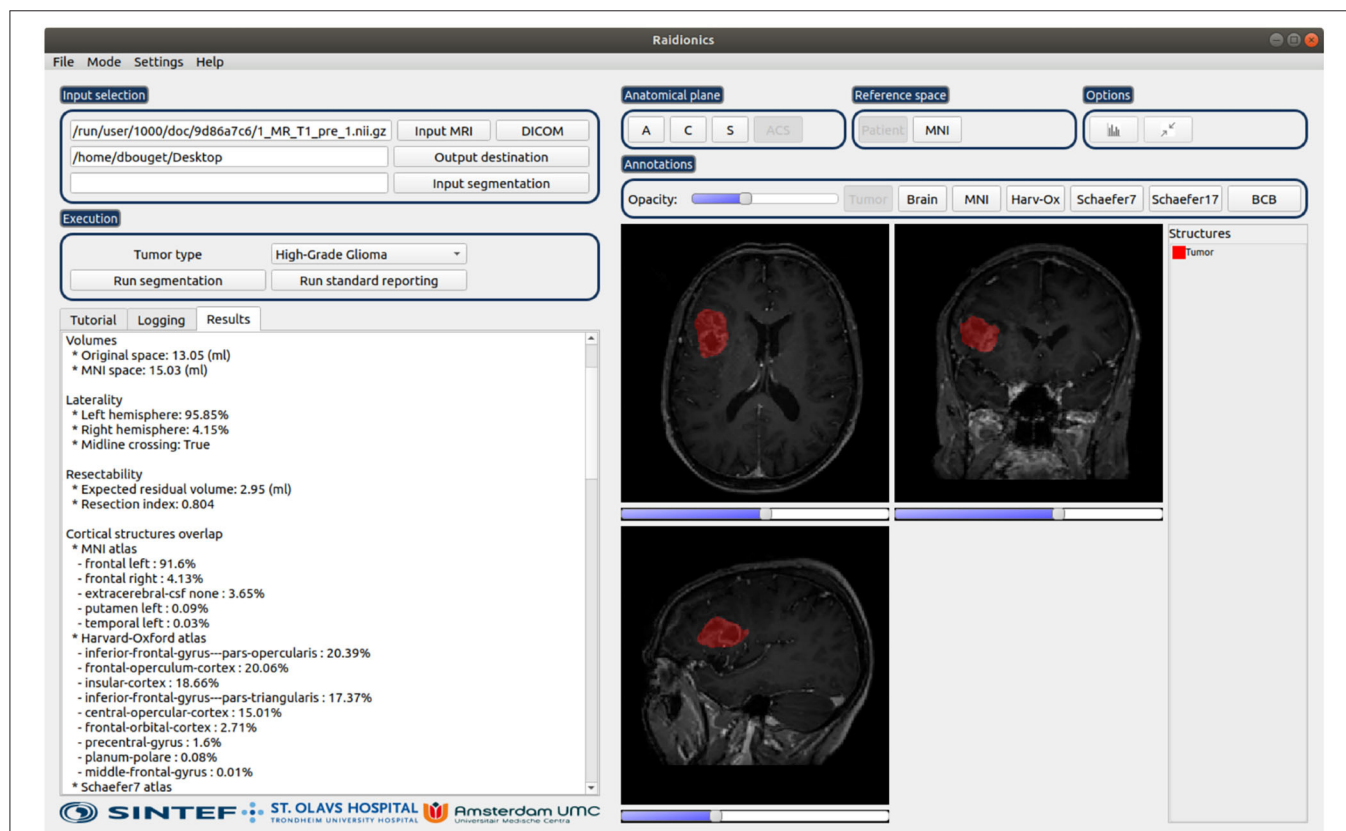 Raidionics
File Mode Settings Help
Input selection
/run/user/1000/doc/9d86a7c6/1_MR_T1_pre_1.nii.gz Input MRI DICOM
/home/dbouget/Desktop Output destination
Input segmentation
Execution
Tumor type High-Grade Glioma
Run segmentation Run standard reporting
Tutorial Logging Results
Volumes
* Original space: 13.05 (ml)
* MNI space: 15.03 (ml)
Laterality
* Left hemisphere: 95.85%
* Right hemisphere: 4.15%
* Midline crossing: True
Resectability
* Expected residual volume: 2.95 (ml)
* Resection index: 0.804
Cortical structures overlap
* MNI atlas
- frontal left : 91.6%
- frontal right : 4.13%
- extracerebral-csf none : 3.65%
- putamen left : 0.09%
- temporal left : 0.03%
* Harvard-Oxford atlas
- inferior-frontal-gyrus---pars-opercularis : 20.39%
- frontal-operculum-cortex : 20.06%
- insular-cortex : 18.66%
- inferior-frontal-gyrus---pars-triangularis : 17.37%
- central-opercular-cortex : 15.01%
- frontal-orbital-cortex : 2.71%
- precentral-gyrus : 1.6%
- planum-polare : 0.08%
- middle-frontal-gyrus : 0.01%
* Schaefer7 atlas
SINTEF ST. OLAVS HOSPITAL Amsterdam UMC
TRONDHEIM UNIVERSITY HOSPITAL Universitair Medische Centra
Anatomical plane Reference space Options
A C S ACS Patient MNI
Annotations
Opacity: Tumor Brain MNI Harv-Ox Schaefer7 Schaefer17 BCB
Structures
Tumor